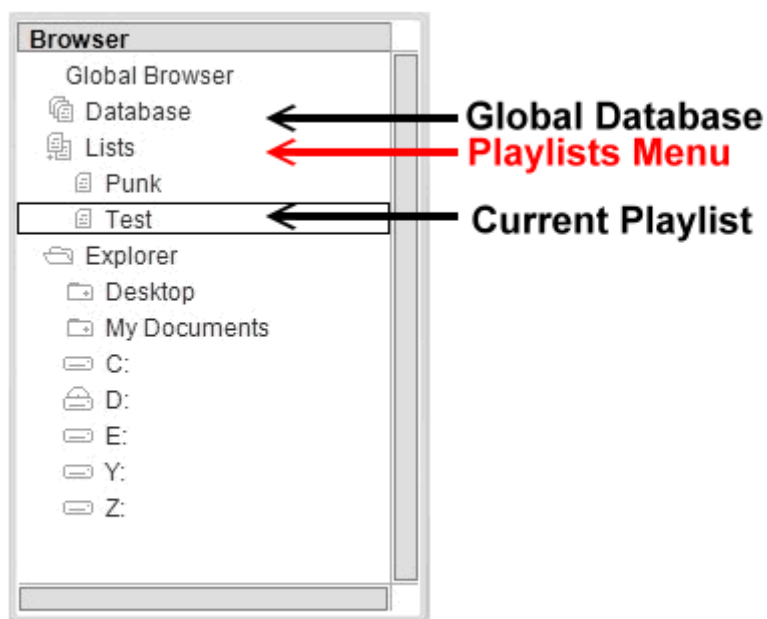 Browser
Global Browser
Database
Global Database
Lists
Playlists Menu
Punk
Test
Current Playlist
Explorer
Desktop
My Documents
C:
D:
E:
Y:
Z: